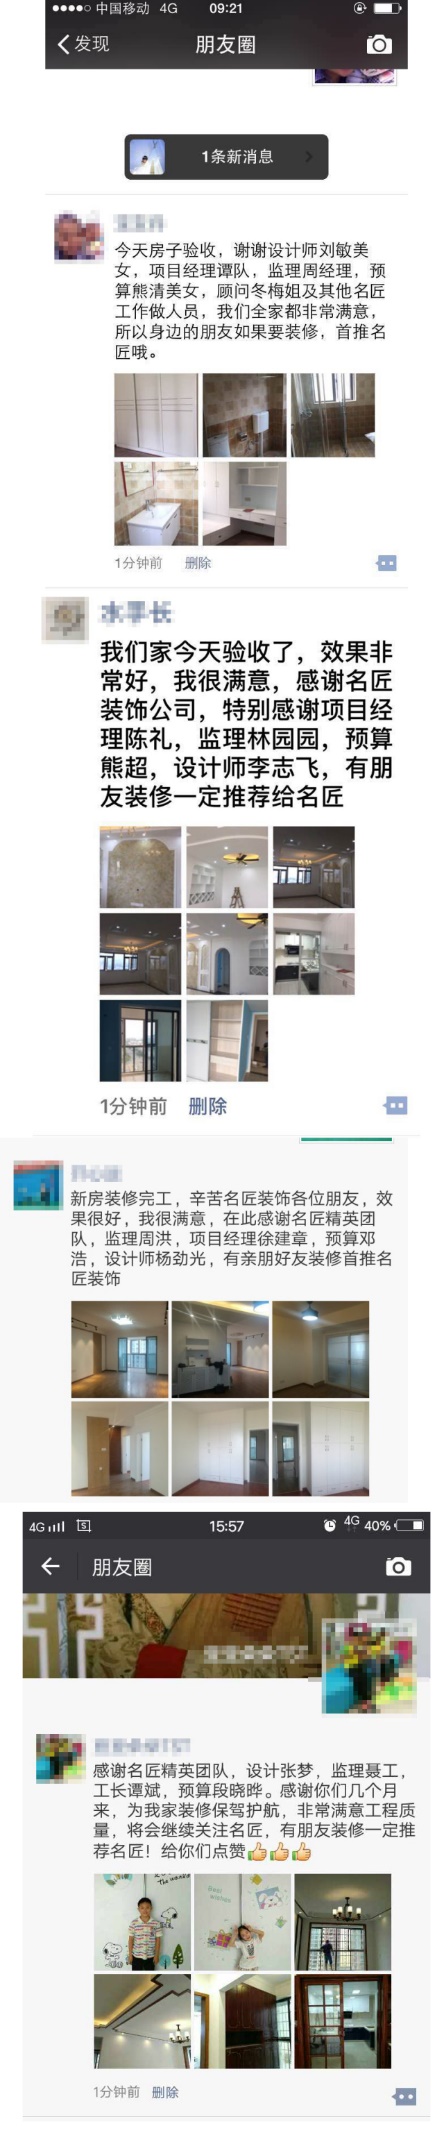 中国移动 4G 09:21
发现 朋友圈
1条新消息
今天房子验收，谢谢设计师刘敏美
女，项目经理谭队，监理周经理，预
算熊清美女，顾问冬梅姐及其他名匠
工作做人员，我们全家都非常满意，
所以身边的朋友如果要装修，首推名
匠哦。
1分钟前 删除
我们家今天验收了，效果非
常好，我很满意，感谢名匠
装饰公司，特别感谢项目经
理陈礼，监理林园园，预算
熊超，设计师李志飞，有朋
友装修一定推荐给名匠
1分钟前 删除
新房装修完工，辛苦名匠装饰各位朋友，效
果很好，我很满意，在此感谢名匠精英团
队，监理周洪，项目经理徐建章，预算邓
浩，设计师杨劲光，有亲朋好友装修首推名
匠装饰
4G 15:57 4G 40%
朋友圈
感谢名匠精英团队，设计张梦，监理聂工，
工长谭斌，预算段晓晔。感谢你们几个月
来，为我家装修保驾护航，非常满意工程质
量，将会继续关注名匠，有朋友装修一定推
荐名匠！给你们点赞👍👍👍
1分钟前 删除